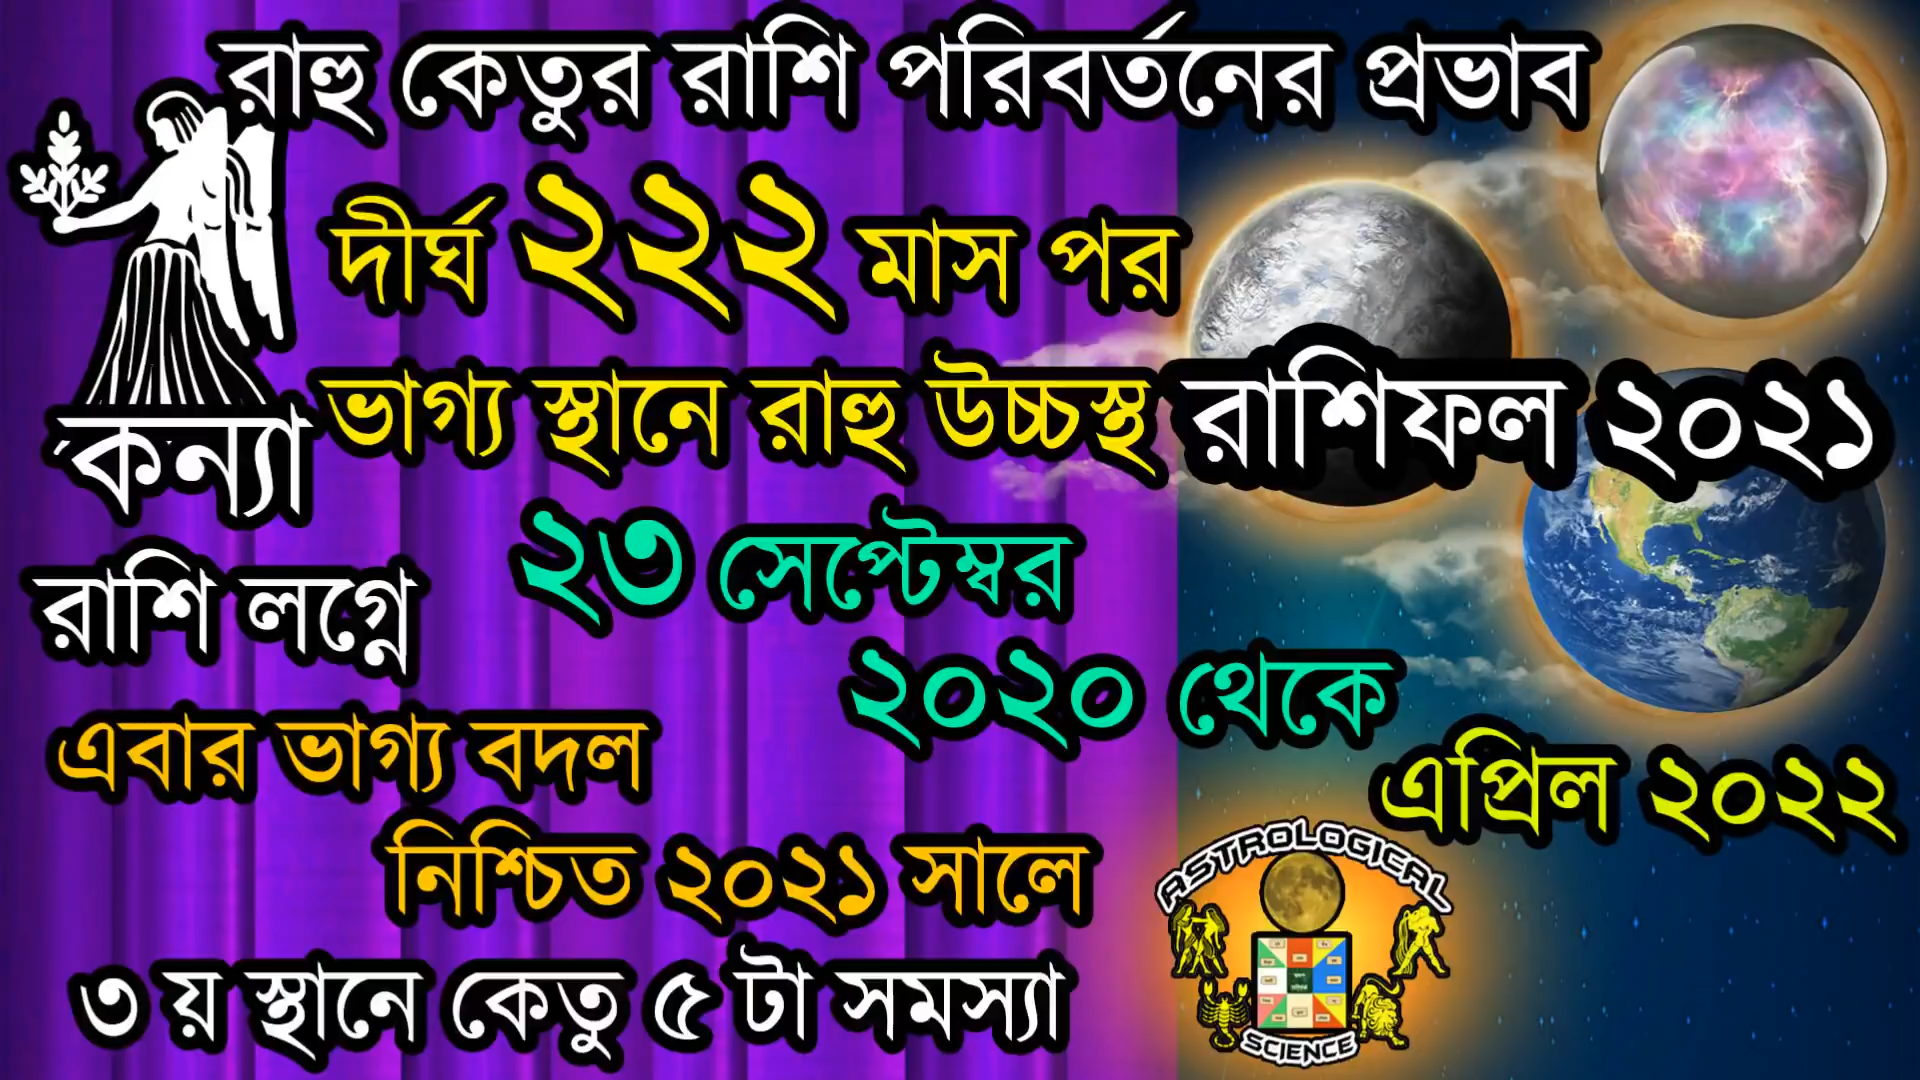 রাহু কেতুর রাশি পরিবর্তনের প্রভাব
দীর্ঘ ২২২ মাস পর
ভাগ্য স্থানে রাহু উচ্চস্থ
রাশিফল ২০২১
কন্যা
রাশি লগ্নে
২৩ সেপ্টেম্বর
২০২০ থেকে
এপ্রিল ২০২২
এবার ভাগ্য বদল
নিশ্চিত ২০২১ সালে
৩ য় স্থানে কেতু ৫ টা সমস্যা
ASTROLOGICAL
SCIENCE